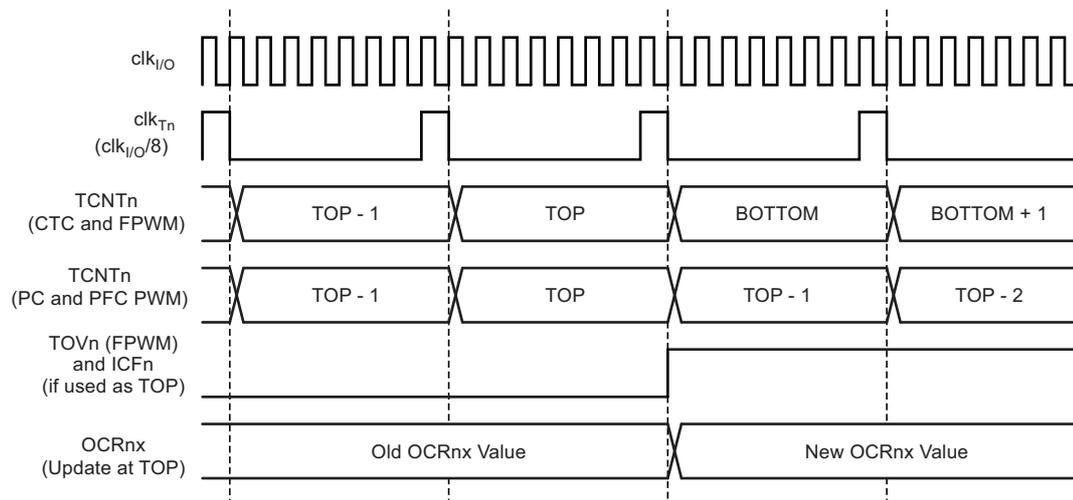 clkI/O
clkTn
(clkI/O/8)
TCNTn
(CTC and FPWM)
TOP - 1
TOP
BOTTOM
BOTTOM + 1
TCNTn
(PC and PFC PWM)
TOP - 1
TOP
TOP - 1
TOP - 2
TOVn (FPWM)
and ICFn
(if used as TOP)
OCRnx
(Update at TOP)
Old OCRnx Value
New OCRnx Value